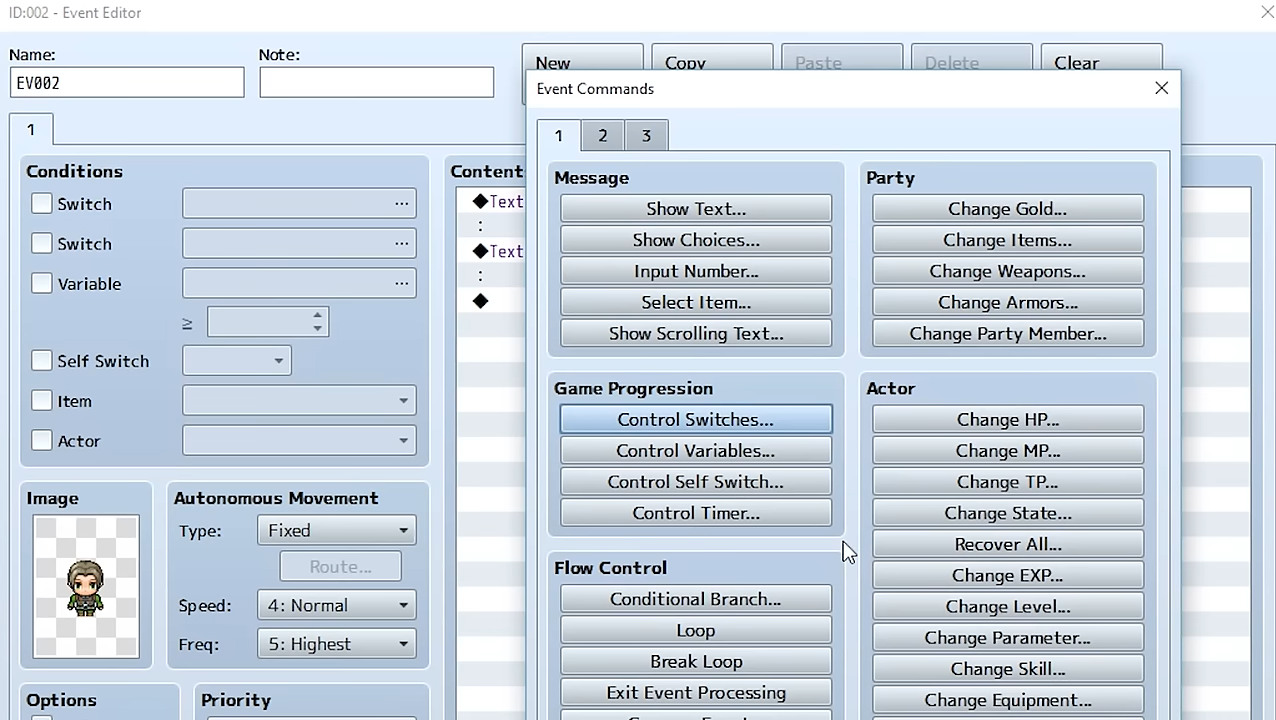 ID:002 - Event Editor
Name:
Note:
EV002
New
Copy
Paste
Delete
Clear
1
Conditions
Switch
...
Switch
...
Variable
...
≥
Self Switch
Item
Actor
Image
Autonomous Movement
Type:
Fixed
Route...
Speed:
4: Normal
Freq:
5: Highest
Options
Priority
Content
◆Text
:
◆Text
:
◆
Event Commands
1
2
3
Message
Show Text...
Show Choices...
Input Number...
Select Item...
Show Scrolling Text...
Game Progression
Control Switches...
Control Variables...
Control Self Switch...
Control Timer...
Flow Control
Conditional Branch...
Loop
Break Loop
Exit Event Processing
Party
Change Gold...
Change Items...
Change Weapons...
Change Armors...
Change Party Member...
Actor
Change HP...
Change MP...
Change TP...
Change State...
Recover All...
Change EXP...
Change Level...
Change Parameter...
Change Skill...
Change Equipment...